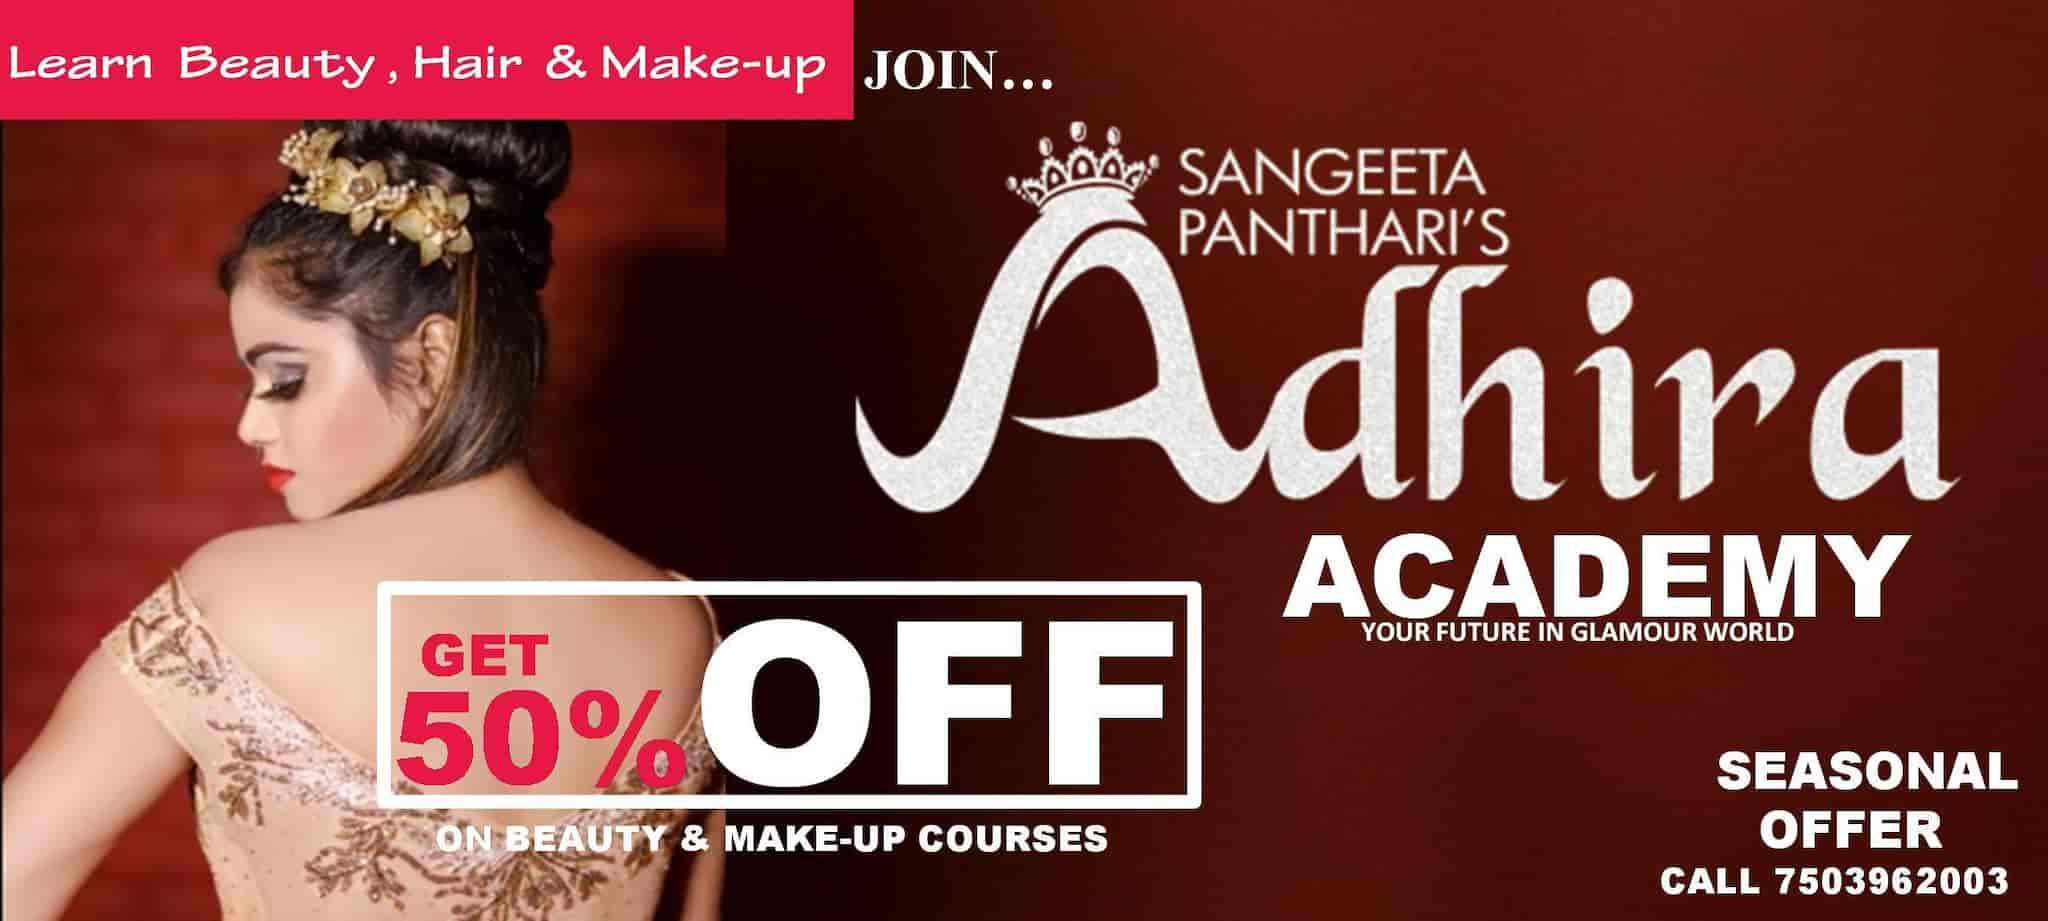 Learn Beauty, Hair & Make-up
JOIN...
SANGEETA
PANTHARI'S
Adhira
ACADEMY
YOUR FUTURE IN GLAMOUR WORLD
GET
50% OFF
ON BEAUTY & MAKE-UP COURSES
SEASONAL
OFFER
CALL 7503962003